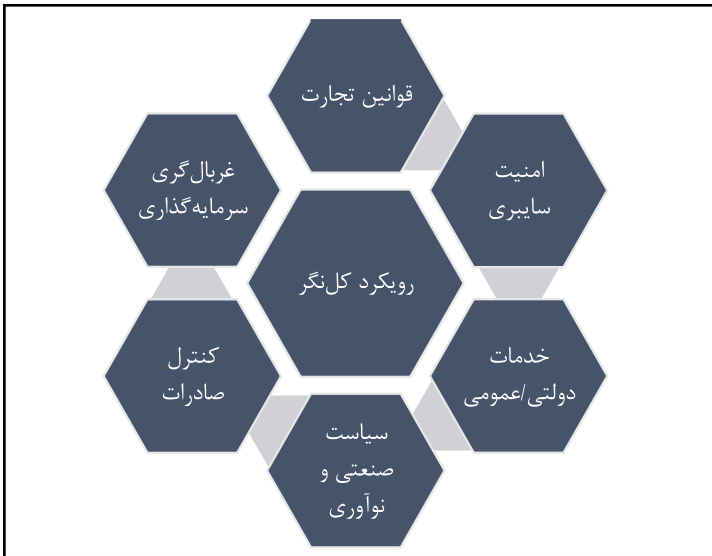 قوانین تجارت
امنیت
سایبری
خدمات
دولتی/عمومی
سیاست
صنعتی و
نوآوری
کنترل
صادرات
غربال‌گری
سرمایه‌گذاری
رویکرد کل‌نگر